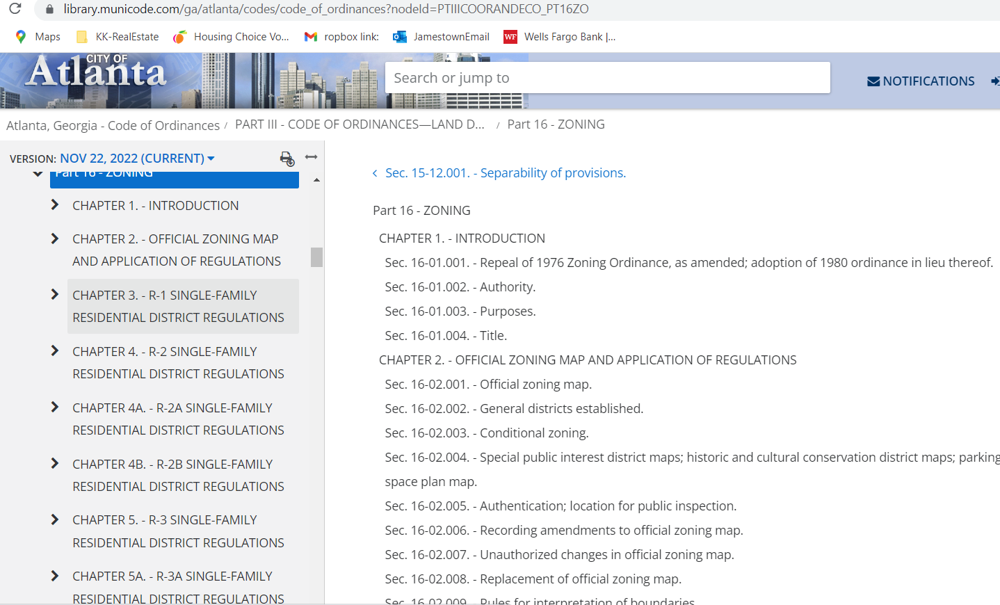 library.municode.com/ga/atlanta/codes/code_of_ordinances?nodeId=PTIIICOORANDECO_PT16ZO
Maps
KK-RealEstate
Housing Choice Vo...
ropbox link:
JamestownEmail
WF
Wells Fargo Bank |...
CITY OF
Atlanta
Search or jump to
NOTIFICATIONS
Atlanta, Georgia - Code of Ordinances / PART III - CODE OF ORDINANCES—LAND D... / Part 16 - ZONING
VERSION: NOV 22, 2022 (CURRENT)
Part 16 - ZONING
CHAPTER 1. - INTRODUCTION
CHAPTER 2. - OFFICIAL ZONING MAP
AND APPLICATION OF REGULATIONS
CHAPTER 3. - R-1 SINGLE-FAMILY
RESIDENTIAL DISTRICT REGULATIONS
CHAPTER 4. - R-2 SINGLE-FAMILY
RESIDENTIAL DISTRICT REGULATIONS
CHAPTER 4A. - R-2A SINGLE-FAMILY
RESIDENTIAL DISTRICT REGULATIONS
CHAPTER 4B. - R-2B SINGLE-FAMILY
RESIDENTIAL DISTRICT REGULATIONS
CHAPTER 5. - R-3 SINGLE-FAMILY
RESIDENTIAL DISTRICT REGULATIONS
CHAPTER 5A. - R-3A SINGLE-FAMILY
RESIDENTIAL DISTRICT REGULATIONS
Sec. 15-12.001. - Separability of provisions.
Part 16 - ZONING
CHAPTER 1. - INTRODUCTION
Sec. 16-01.001. - Repeal of 1976 Zoning Ordinance, as amended; adoption of 1980 ordinance in lieu thereof.
Sec. 16-01.002. - Authority.
Sec. 16-01.003. - Purposes.
Sec. 16-01.004. - Title.
CHAPTER 2. - OFFICIAL ZONING MAP AND APPLICATION OF REGULATIONS
Sec. 16-02.001. - Official zoning map.
Sec. 16-02.002. - General districts established.
Sec. 16-02.003. - Conditional zoning.
Sec. 16-02.004. - Special public interest district maps; historic and cultural conservation district maps; parking
space plan map.
Sec. 16-02.005. - Authentication; location for public inspection.
Sec. 16-02.006. - Recording amendments to official zoning map.
Sec. 16-02.007. - Unauthorized changes in official zoning map.
Sec. 16-02.008. - Replacement of official zoning map.
Sec. 16-02.009. - Rules for interpretation of boundaries.